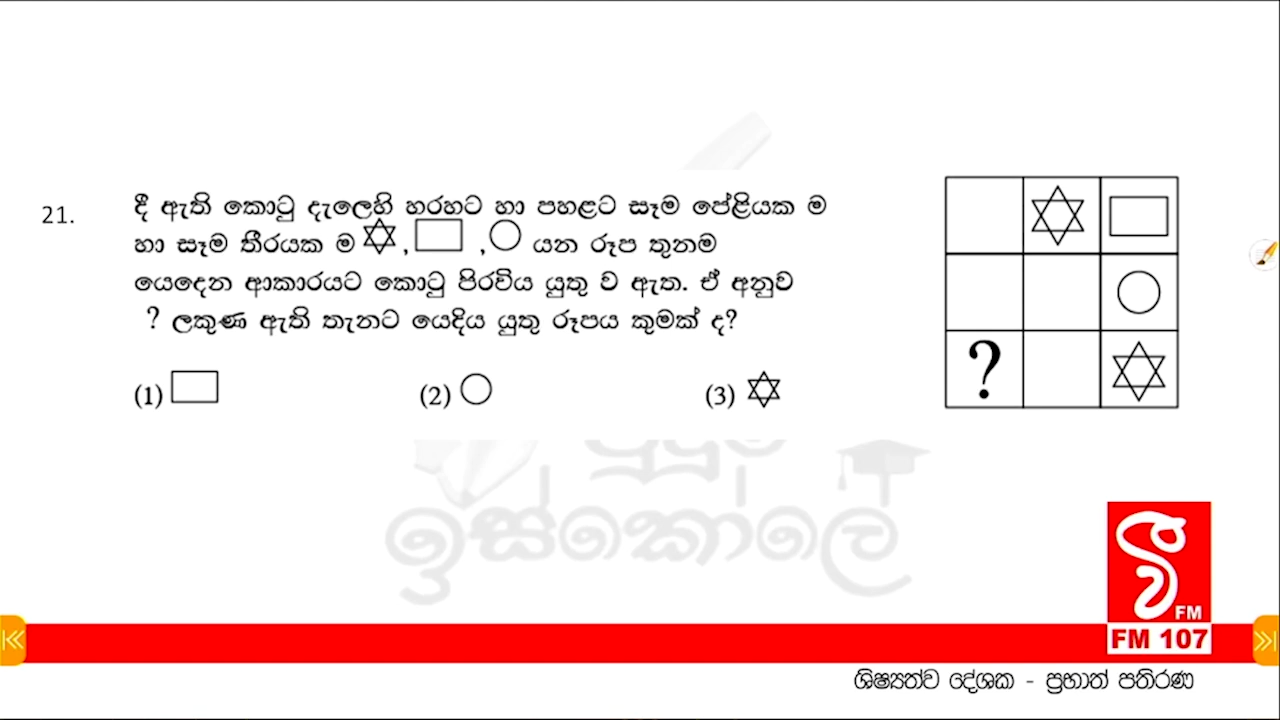 21.
දී ඇති කොටු දැලෙහි හරහට හා පහළට සෑම පේළියක ම
හා සෑම තීරයක ම , , යන රූප තුනම
යෙදෙන ආකාරයට කොටු පිරවිය යුතු ව ඇත. ඒ අනුව
? ලකුණ ඇති තැනට යෙදිය යුතු රූපය කුමක් ද?
(1) (2) (3)
?
ඉස්කොලේ
FM
FM 107
ශිෂ්‍යත්ව දේශක - ප්‍රභාත් පතිරණ